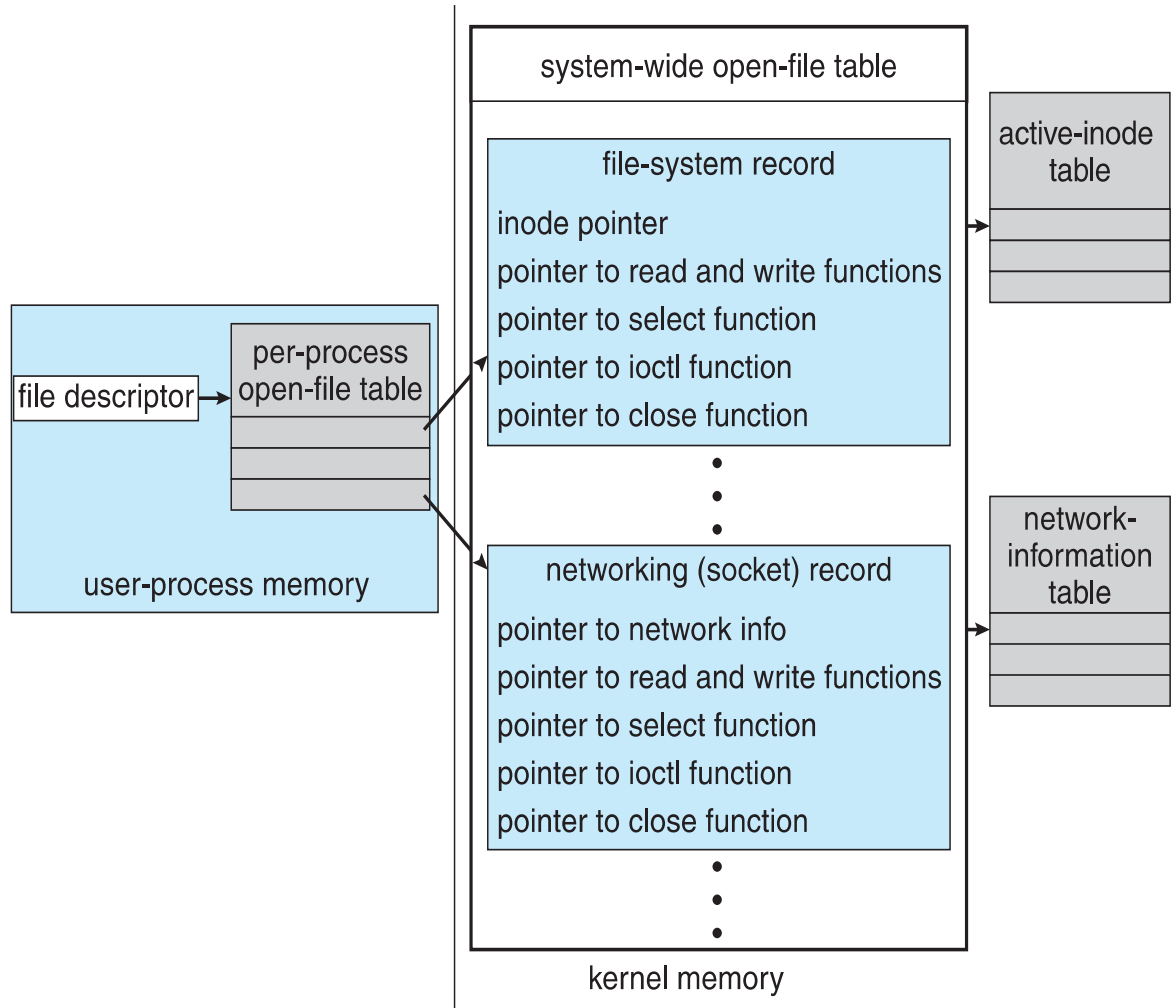 system-wide open-file table
file-system record
inode pointer
pointer to read and write functions
pointer to select function
pointer to ioctl function
pointer to close function
active-inode
table
per-process
open-file table
file descriptor
user-process memory
networking (socket) record
pointer to network info
pointer to read and write functions
pointer to select function
pointer to ioctl function
pointer to close function
network-
information
table
kernel memory